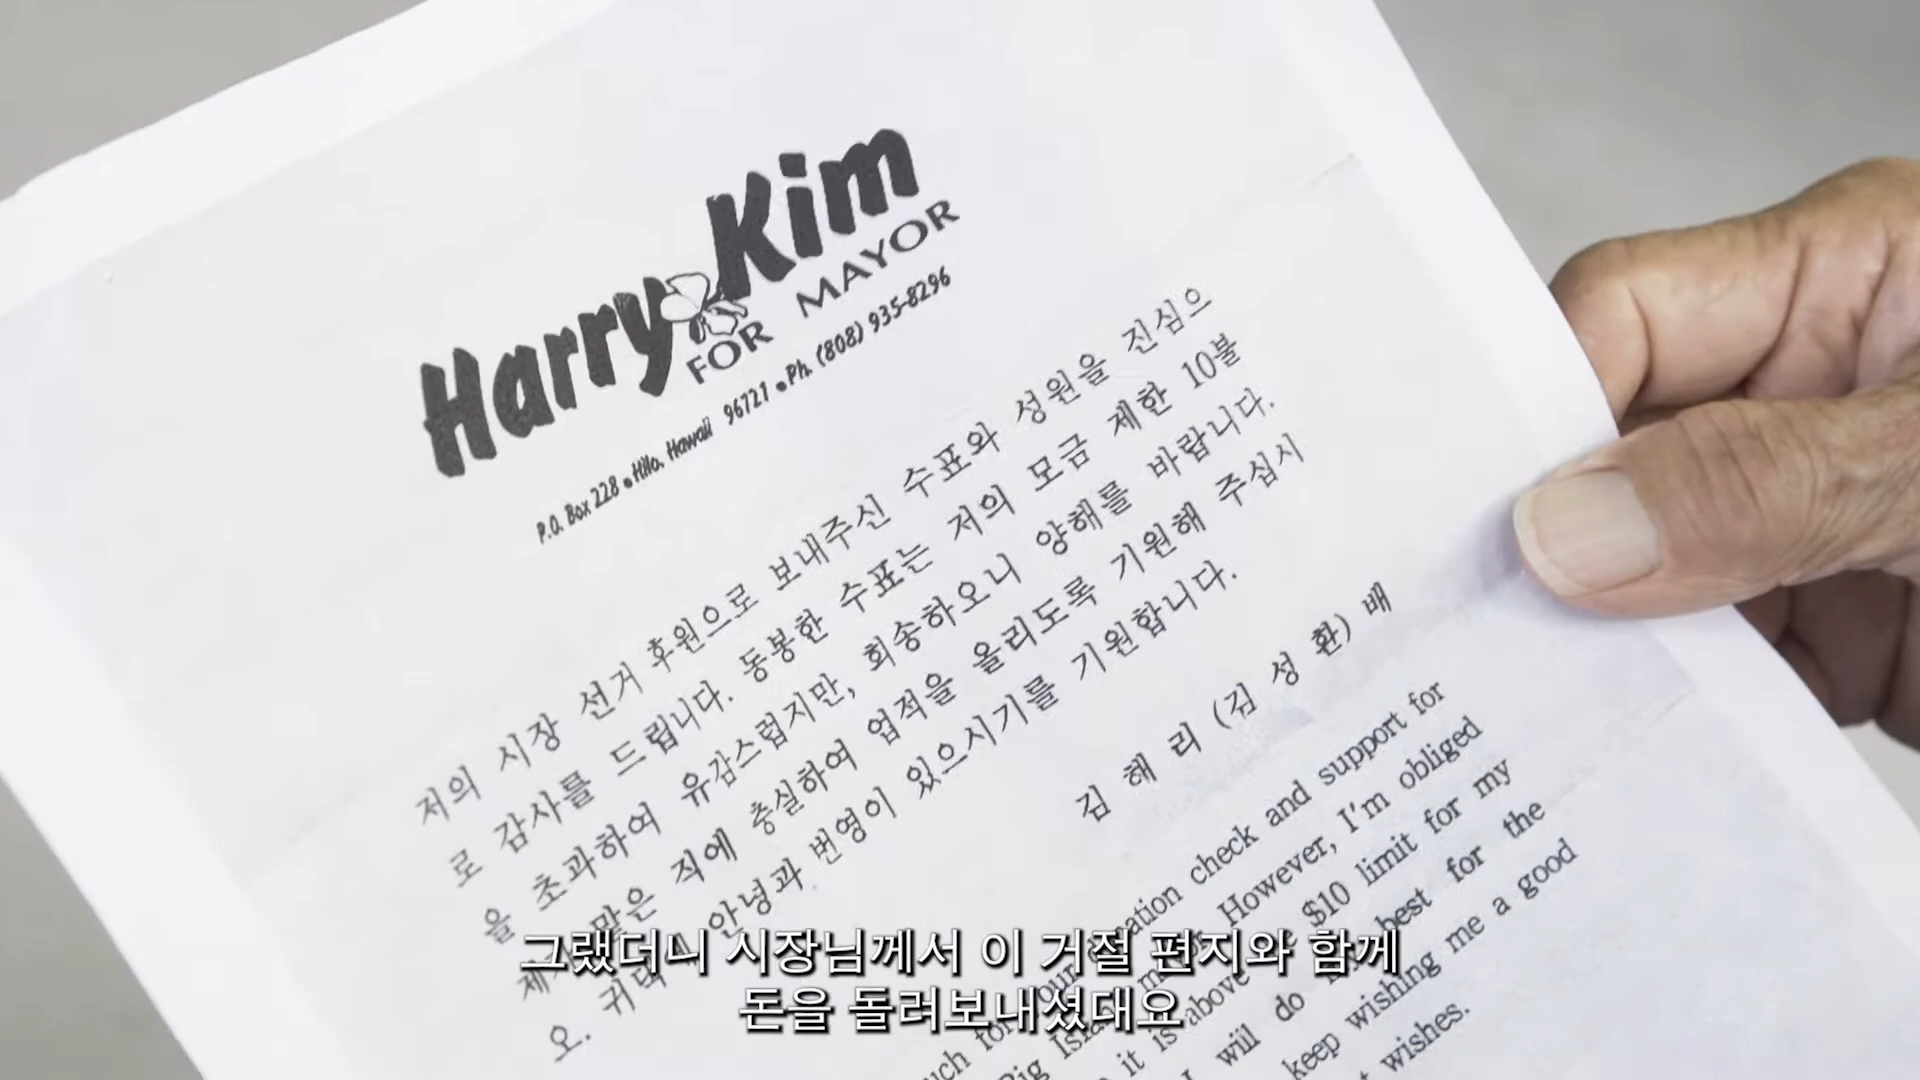 Harry Kim
FOR MAYOR
P.O. Box 228 • Hilo, Hawaii 96721 • Ph. (808) 935-8296
저의 시장 선거 후원으로 보내주신 수표와 성원을 진심으
로 감사를 드립니다. 동봉한 수표는 저의 모금 제한 10불
을 초과하여 유감스럽지만, 회송하오니 양해를 바랍니다.
제가 맡은 직에 충실하여 업적을 올리도록 기원해 주십시
오. 귀댁에 안녕과 번영이 있으시기를 기원합니다.
김 해 리 (김 성 환) 배
check and support for
However, I'm obliged
it is above $10 limit for my
I wiil do my best for the
keep wishing me a good
wishes.
그랬더니 시장님께서 이 거절 편지와 함께
돈을 돌려보내셨대요